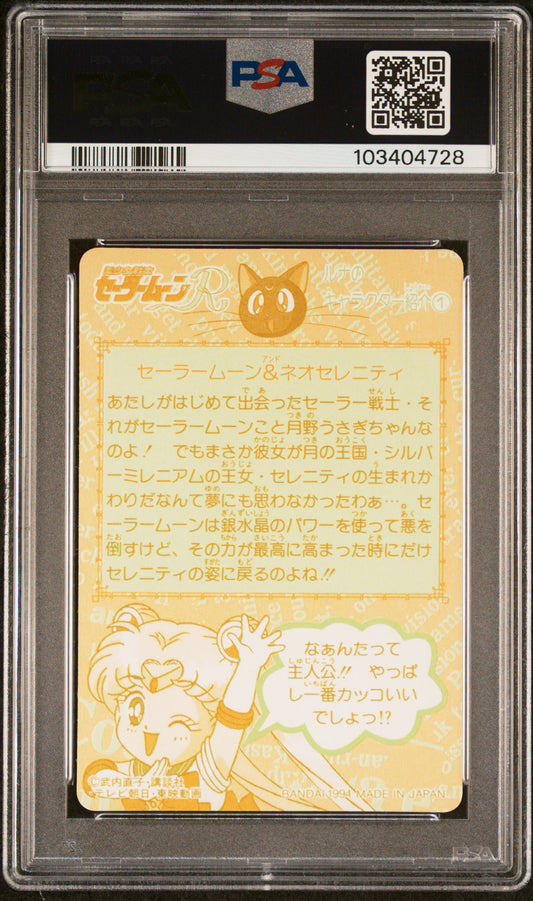 PSA
103404728
美少女戦士
セーラームーンR
ルナの
キャラクター紹介①
セーラームーン&ネオセレニティ
あたしがはじめて出会ったセーラー戦士・そ
れがセーラームーンこと月野うさぎちゃんな
のよ! でもまさか彼女が月の王国・シルバ
ーミレニアムの王女・セレニティの生まれか
わりだなんて夢にも思わなかったわぁ…。セ
ーラームーンは銀水晶のパワーを使って悪を
倒すけど、その力が最高に高まった時にだけ
セレニティの姿に戻るのよね!!
なぁんたって
主人公!! やっぱ
し一番カッコいい
でしょっ!?
©武内直子・講談社
テレビ朝日・東映動画
BANDAI 1994 MADE IN JAPAN
PSA